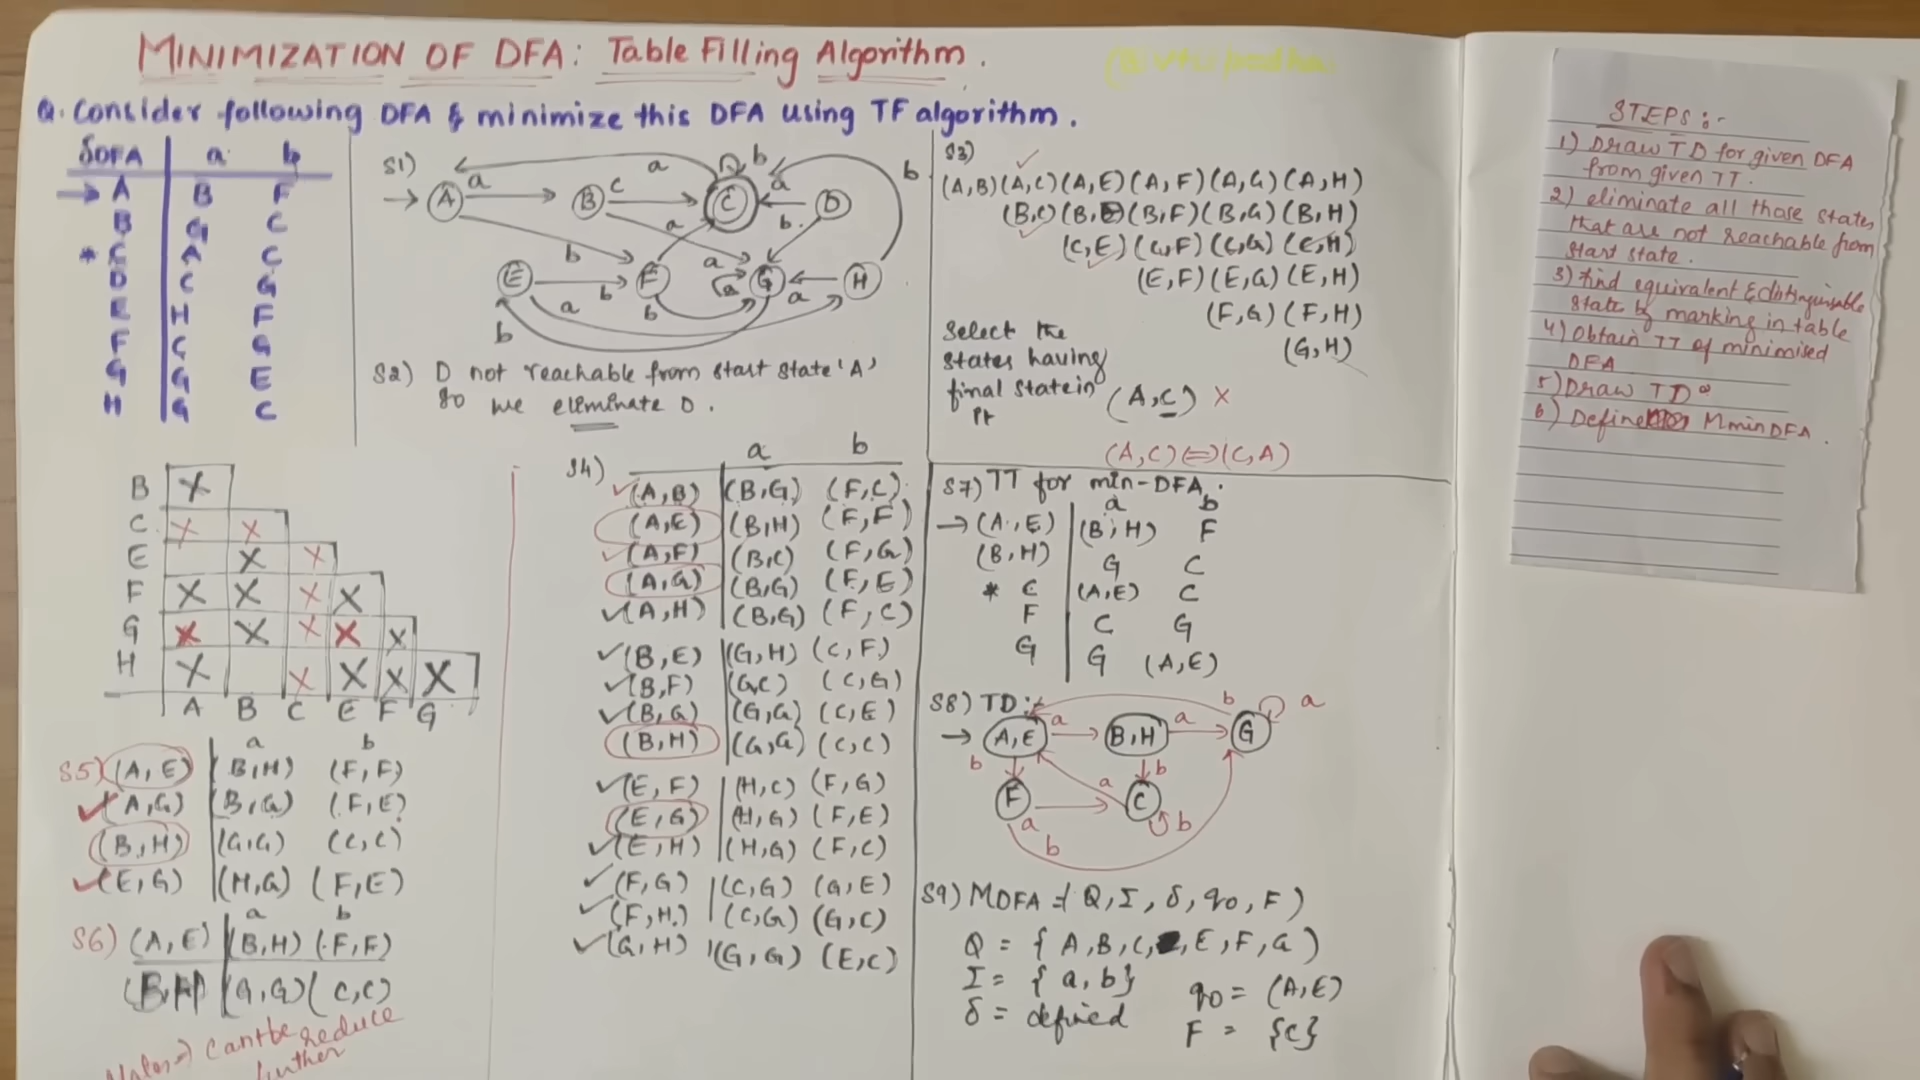 MINIMIZATION OF DFA: Table Filling Algorithm.
Q. Consider following DFA & minimize this DFA using TF algorithm.
δDFA a b
→ A B F
B G C
* C A C
D C G
E H F
F C G
G G E
H G C
S1)
A a B C C b D
a a b b
b a a
E b F G a H
a b a
b
S2) D not reachable from start state 'A'
So we eliminate D.
S3)
(A,B) (A,C) (A,E) (A,F) (A,G) (A,H)
(B,C) (B,E) (B,F) (B,G) (B,H)
(C,E) (C,F) (C,G) (C,H)
(E,F) (E,G) (E,H)
(F,G) (F,H)
(G,H)
Select the
states having
final state in
it
(A,C) X
(A,C) ⇔ (C,A)
B X
C X X
E X X
F X X X X
G X X X X X
H X X X X X
A B C E F G
S4) a b
(A,B) (B,G) (F,C)
(A,E) (B,H) (F,F)
(A,F) (B,C) (F,G)
(A,G) (B,G) (F,E)
(A,H) (B,G) (F,C)
(B,E) (G,H) (C,F)
(B,F) (G,C) (C,G)
(B,G) (G,G) (C,E)
(B,H) (G,G) (C,C)
(E,F) (H,C) (F,G)
(E,G) (H,G) (F,E)
(E,H) (H,G) (F,C)
(F,G) (C,G) (G,E)
(F,H) (C,G) (G,C)
(G,H) (G,G) (E,C)
a b
S5) (A,E) (B,H) (F,F)
(A,G) (B,G) (F,E)
(B,H) (G,G) (C,C)
(E,G) (H,G) (F,E)
a b
S6) (A,E) (B,H) (F,F)
(B,H) (G,G) (C,C)
can't be reduce
further
S7) TT for min-DFA.
a b
→ (A,E) (B,H) F
(B,H) G C
* C (A,E) C
F C G
G G (A,E)
S8) TD:-
b a
→ A,E a B,H a G
b b
F a C b
a
b
S9) MDFA = { Q, I, δ, q0, F )
Q = { A,B,C, E,F,G )
I = { a, b}
δ = defined
q0 = (A,E)
F = {C}
STEPS :-
1) Draw TD for given DFA
from given TT.
2) eliminate all those states
that are not reachable from
start state.
3) find equivalent & distinguisable
state by marking in table
4) Obtain TT of minimised
DFA
5) Draw TD
6) Define MminDFA.